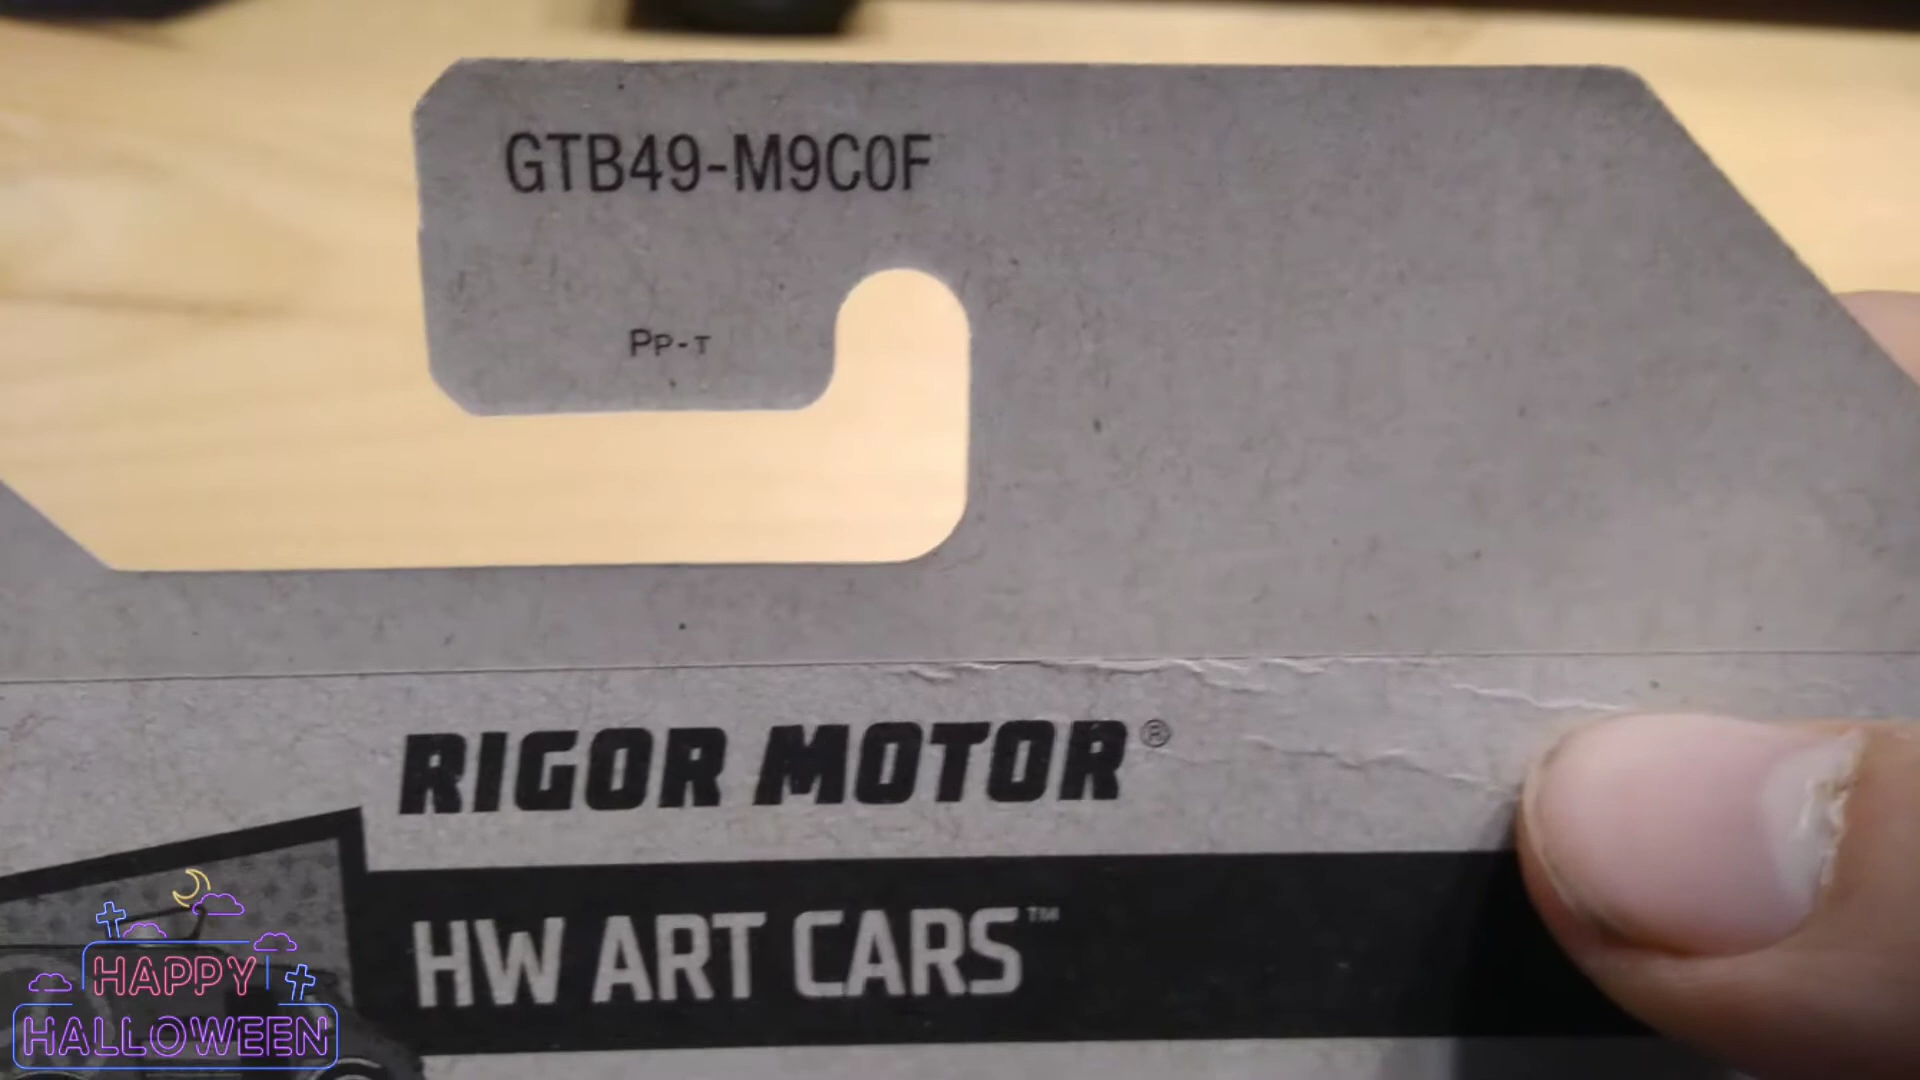 GTB49-M9C0F
PP-T
RIGOR MOTOR®
HW ART CARS™
HAPPY
HALLOWEEN